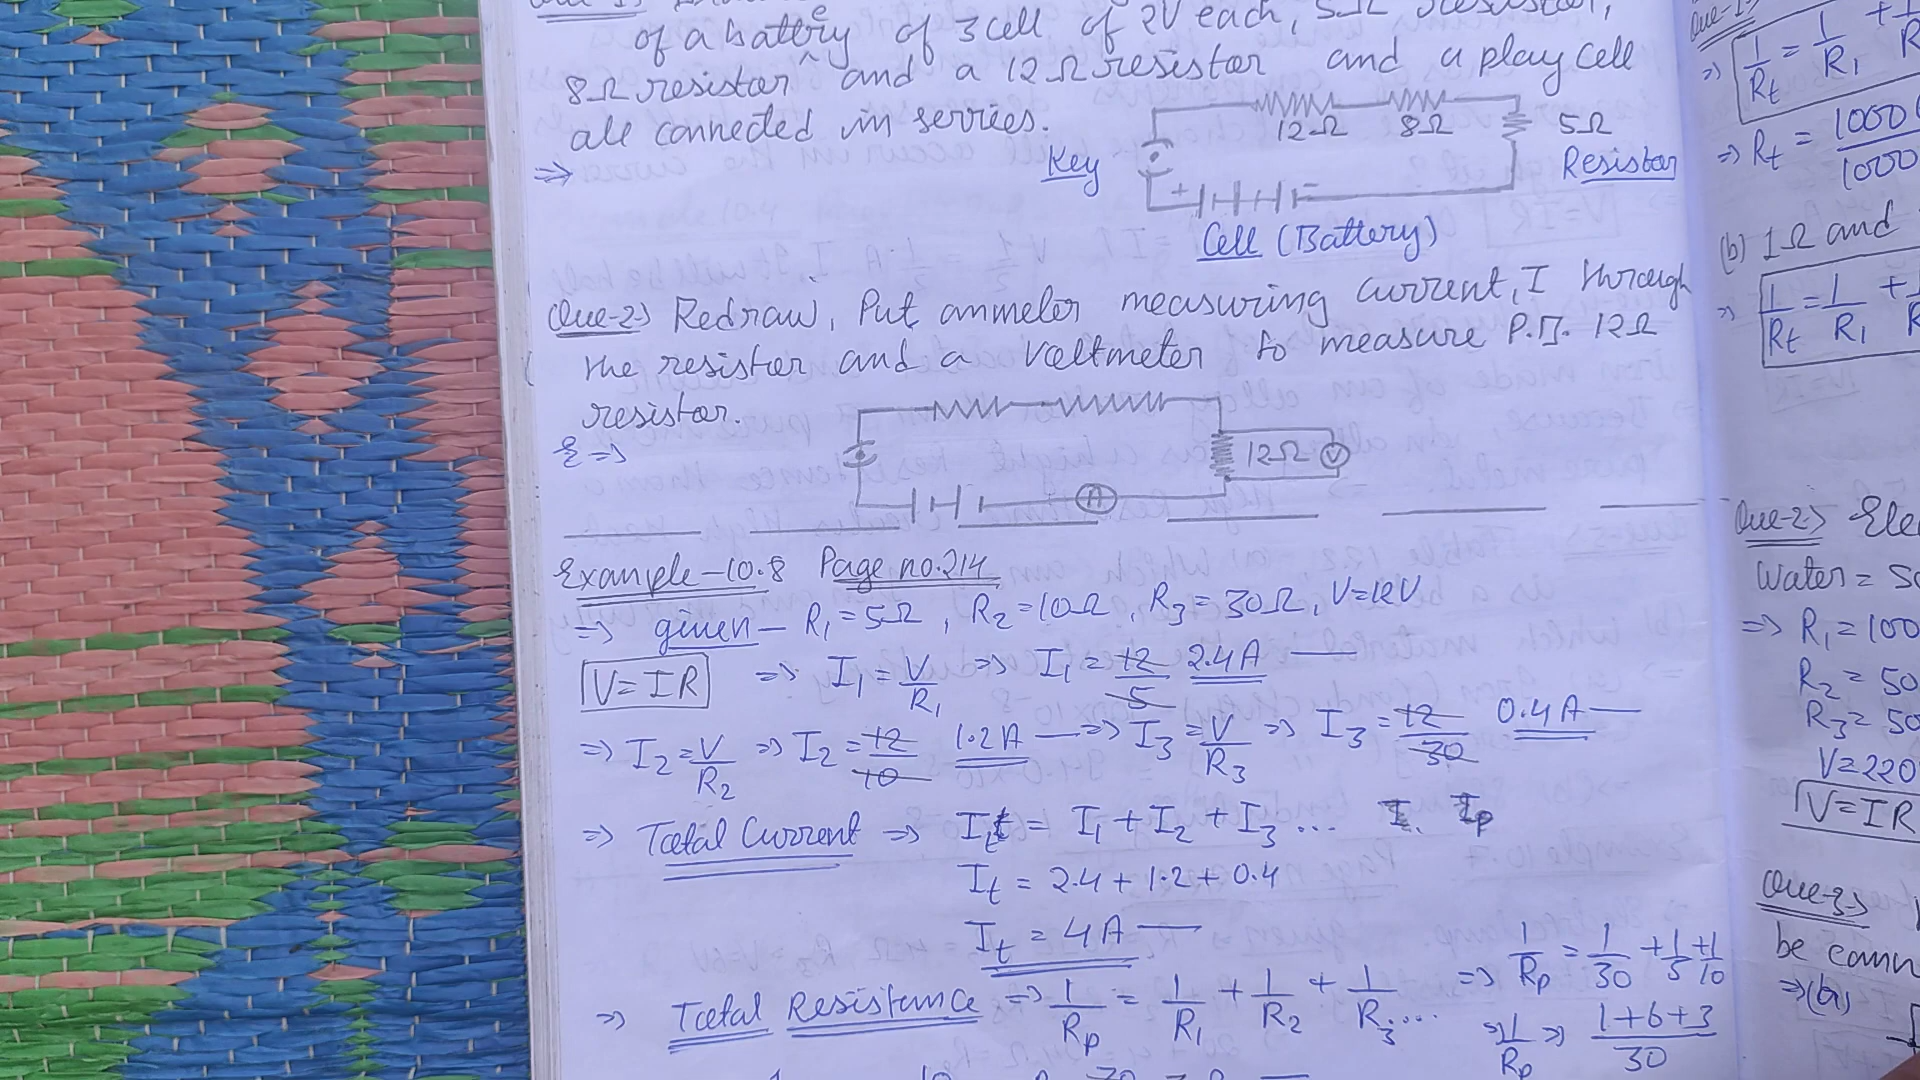 of a battery of 3 cell of 2V each, 5Ω resistor,
8Ω resistor and a 12Ω resistor and a play cell
all connected in serries.
12Ω 8Ω 5Ω
⇒ Key Resistor
+ -
Cell (Battery)
Que-2⇒ Redraw, Put ammeter measuring current, I through
the resistor and a voltmeter to measure P.D. 12Ω
resistor.
⇒ 12Ω V
A
Example-10.8 Page no.214
⇒ given - R₁=5Ω, R₂=10Ω, R₃=30Ω, V=12V
V=IR ⇒ I₁=V/R₁ ⇒ I₁=12/5 2.4A
⇒ I₂=V/R₂ ⇒ I₂=12/10 1.2A ⇒ I₃=V/R₃ ⇒ I₃=12/30 0.4A
⇒ Total Current ⇒ It = I₁+I₂+I₃... I. Ip
It = 2.4+1.2+0.4
It = 4A
⇒ Total Resistance ⇒ 1/Rp = 1/R₁ + 1/R₂ + 1/R₃... ⇒ 1/Rp = 1/30 + 1/5 + 1/10
⇒ 1/Rp ⇒ 1+6+3/30
⇒ 1/Rt = 1/R₁ +
⇒ Rt = 1000
1000
(b) 1Ω and
⇒ 1/Rt = 1/R₁ +
Que-2⇒ Ele
Water = 50
⇒ R₁=100
R₂=50
R₃=50
V=220
V=IR
Que-3⇒
be conn
⇒(a)